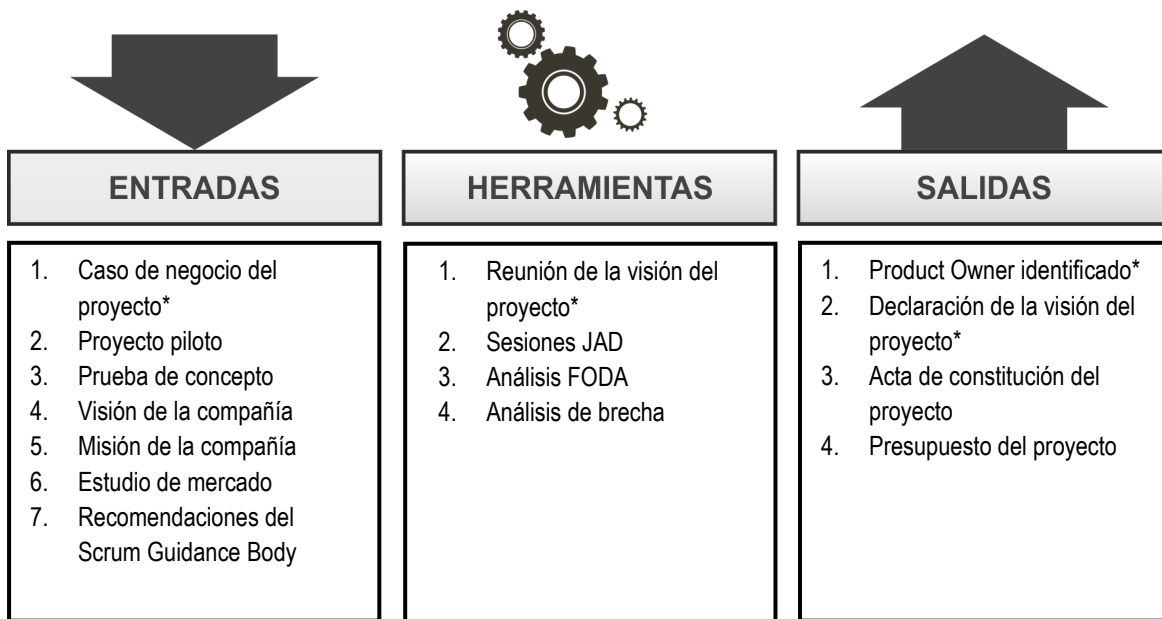 ENTRADAS
1. Caso de negocio del
proyecto*
2. Proyecto piloto
3. Prueba de concepto
4. Visión de la compañía
5. Misión de la compañía
6. Estudio de mercado
7. Recomendaciones del
Scrum Guidance Body
HERRAMIENTAS
1. Reunión de la visión del
proyecto*
2. Sesiones JAD
3. Análisis FODA
4. Análisis de brecha
SALIDAS
1. Product Owner identificado*
2. Declaración de la visión del
proyecto*
3. Acta de constitución del
proyecto
4. Presupuesto del proyecto